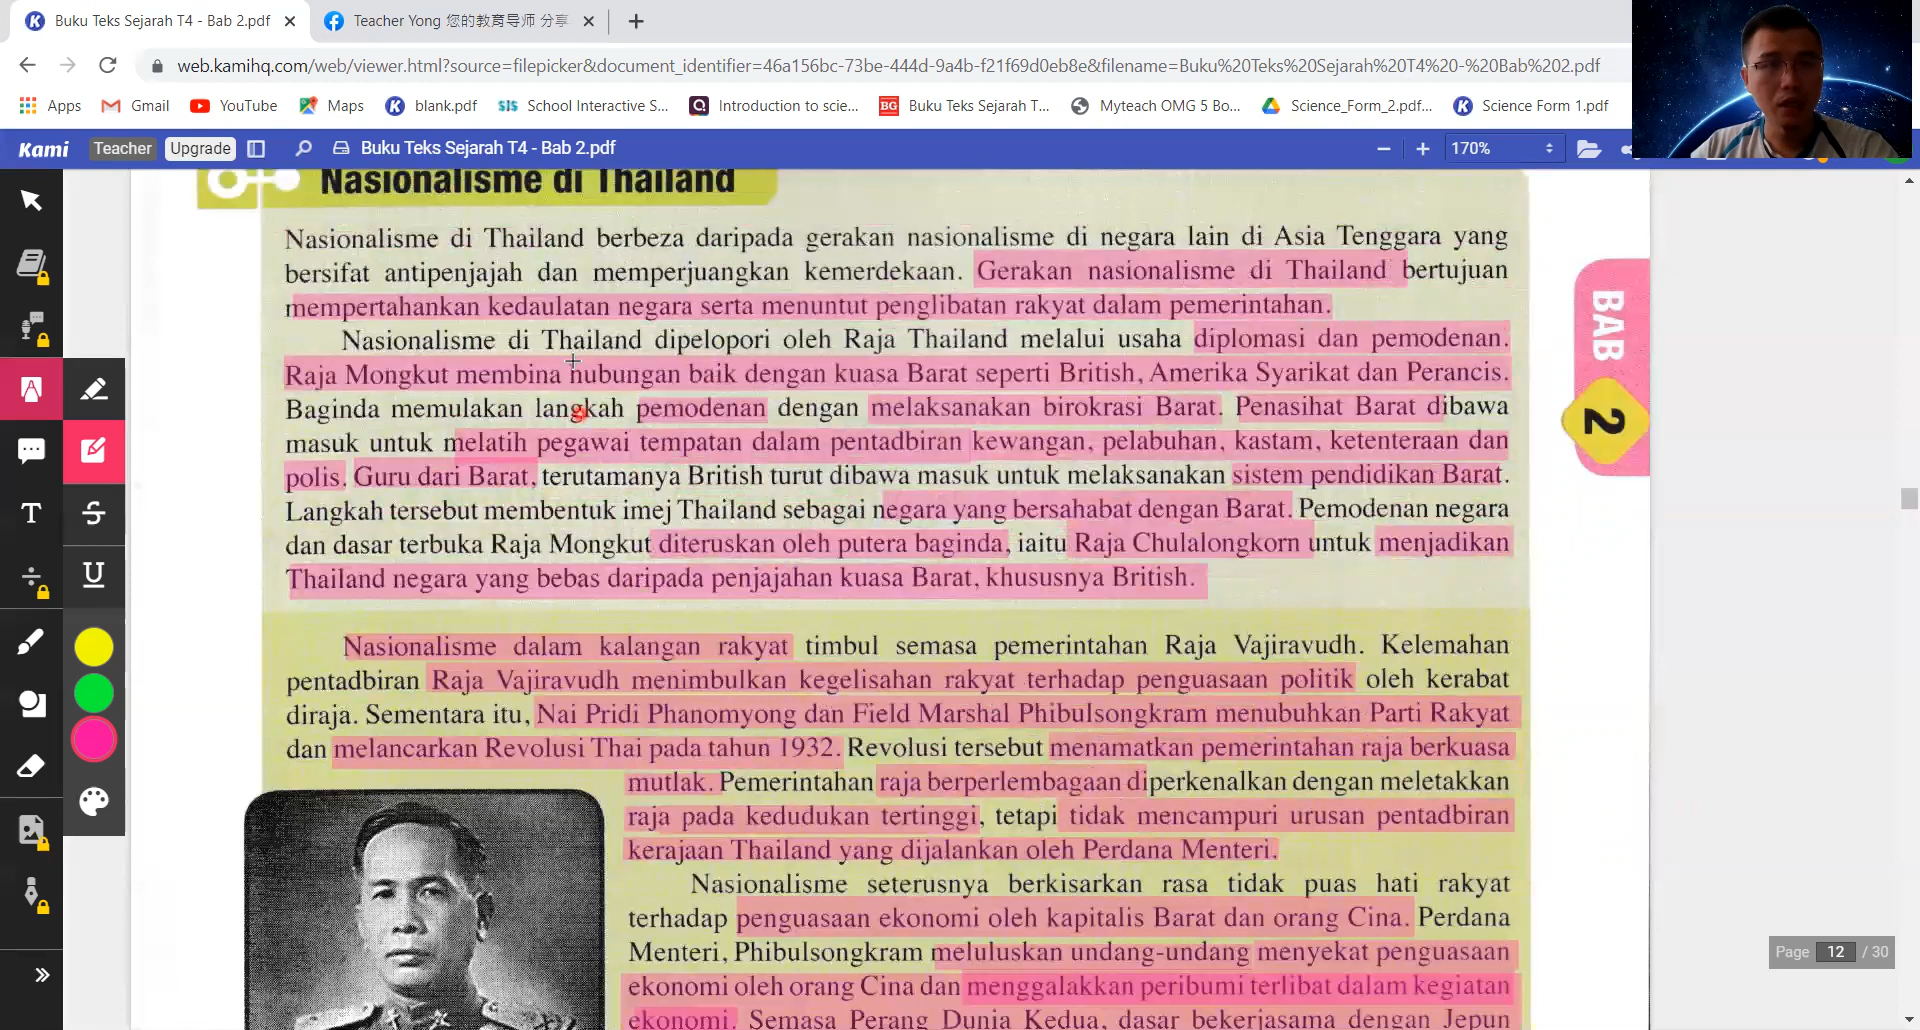 Buku Teks Sejarah T4 - Bab 2.pdf
Teacher Yong 您的教育导师 分享
web.kamihq.com/web/viewer.html?source=filepicker&document_identifier=46a156bc-73be-444d-9a4b-f21f69d0eb8e&filename=Buku%20Teks%20Sejarah%20T4%20-%20Bab%202.pdf
Apps Gmail YouTube Maps blank.pdf School Interactive S... Introduction to scie... Buku Teks Sejarah T... Myteach OMG 5 Bo... Science_Form_2.pdf... Science Form 1.pdf
Kami Teacher Upgrade Buku Teks Sejarah T4 - Bab 2.pdf 170%
Nasionalisme di Thailand
Nasionalisme di Thailand berbeza daripada gerakan nasionalisme di negara lain di Asia Tenggara yang
bersifat antipenjajah dan memperjuangkan kemerdekaan. Gerakan nasionalisme di Thailand bertujuan
mempertahankan kedaulatan negara serta menuntut penglibatan rakyat dalam pemerintahan.
Nasionalisme di Thailand dipelopori oleh Raja Thailand melalui usaha diplomasi dan pemodenan.
Raja Mongkut membina hubungan baik dengan kuasa Barat seperti British, Amerika Syarikat dan Perancis.
Baginda memulakan langkah pemodenan dengan melaksanakan birokrasi Barat. Penasihat Barat dibawa
masuk untuk melatih pegawai tempatan dalam pentadbiran kewangan, pelabuhan, kastam, ketenteraan dan
polis. Guru dari Barat, terutamanya British turut dibawa masuk untuk melaksanakan sistem pendidikan Barat.
Langkah tersebut membentuk imej Thailand sebagai negara yang bersahabat dengan Barat. Pemodenan negara
dan dasar terbuka Raja Mongkut diteruskan oleh putera baginda, iaitu Raja Chulalongkorn untuk menjadikan
Thailand negara yang bebas daripada penjajahan kuasa Barat, khususnya British.
BAB
2
Nasionalisme dalam kalangan rakyat timbul semasa pemerintahan Raja Vajiravudh. Kelemahan
pentadbiran Raja Vajiravudh menimbulkan kegelisahan rakyat terhadap penguasaan politik oleh kerabat
diraja. Sementara itu, Nai Pridi Phanomyong dan Field Marshal Phibulsongkram menubuhkan Parti Rakyat
dan melancarkan Revolusi Thai pada tahun 1932. Revolusi tersebut menamatkan pemerintahan raja berkuasa
mutlak. Pemerintahan raja berperlembagaan diperkenalkan dengan meletakkan
raja pada kedudukan tertinggi, tetapi tidak mencampuri urusan pentadbiran
kerajaan Thailand yang dijalankan oleh Perdana Menteri.
Nasionalisme seterusnya berkisarkan rasa tidak puas hati rakyat
terhadap penguasaan ekonomi oleh kapitalis Barat dan orang Cina. Perdana
Menteri, Phibulsongkram meluluskan undang-undang menyekat penguasaan
ekonomi oleh orang Cina dan menggalakkan peribumi terlibat dalam kegiatan
ekonomi. Semasa Perang Dunia Kedua, dasar bekerjasama dengan Jepun
Page 12 / 30